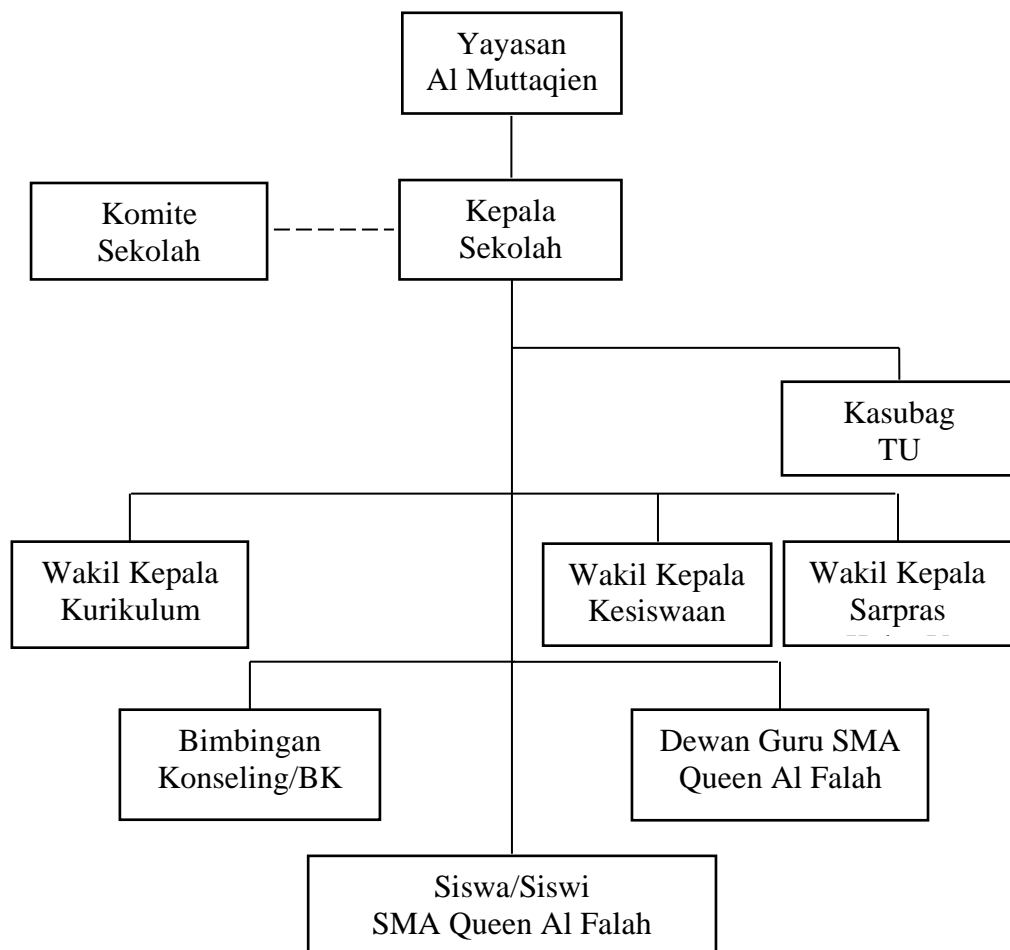 Yayasan
Al Muttaqien
Komite
Sekolah
Kepala
Sekolah
Kasubag
TU
Wakil Kepala
Kurikulum
Wakil Kepala
Kesiswaan
Wakil Kepala
Sarpras
Bimbingan
Konseling/BK
Dewan Guru SMA
Queen Al Falah
Siswa/Siswi
SMA Queen Al Falah